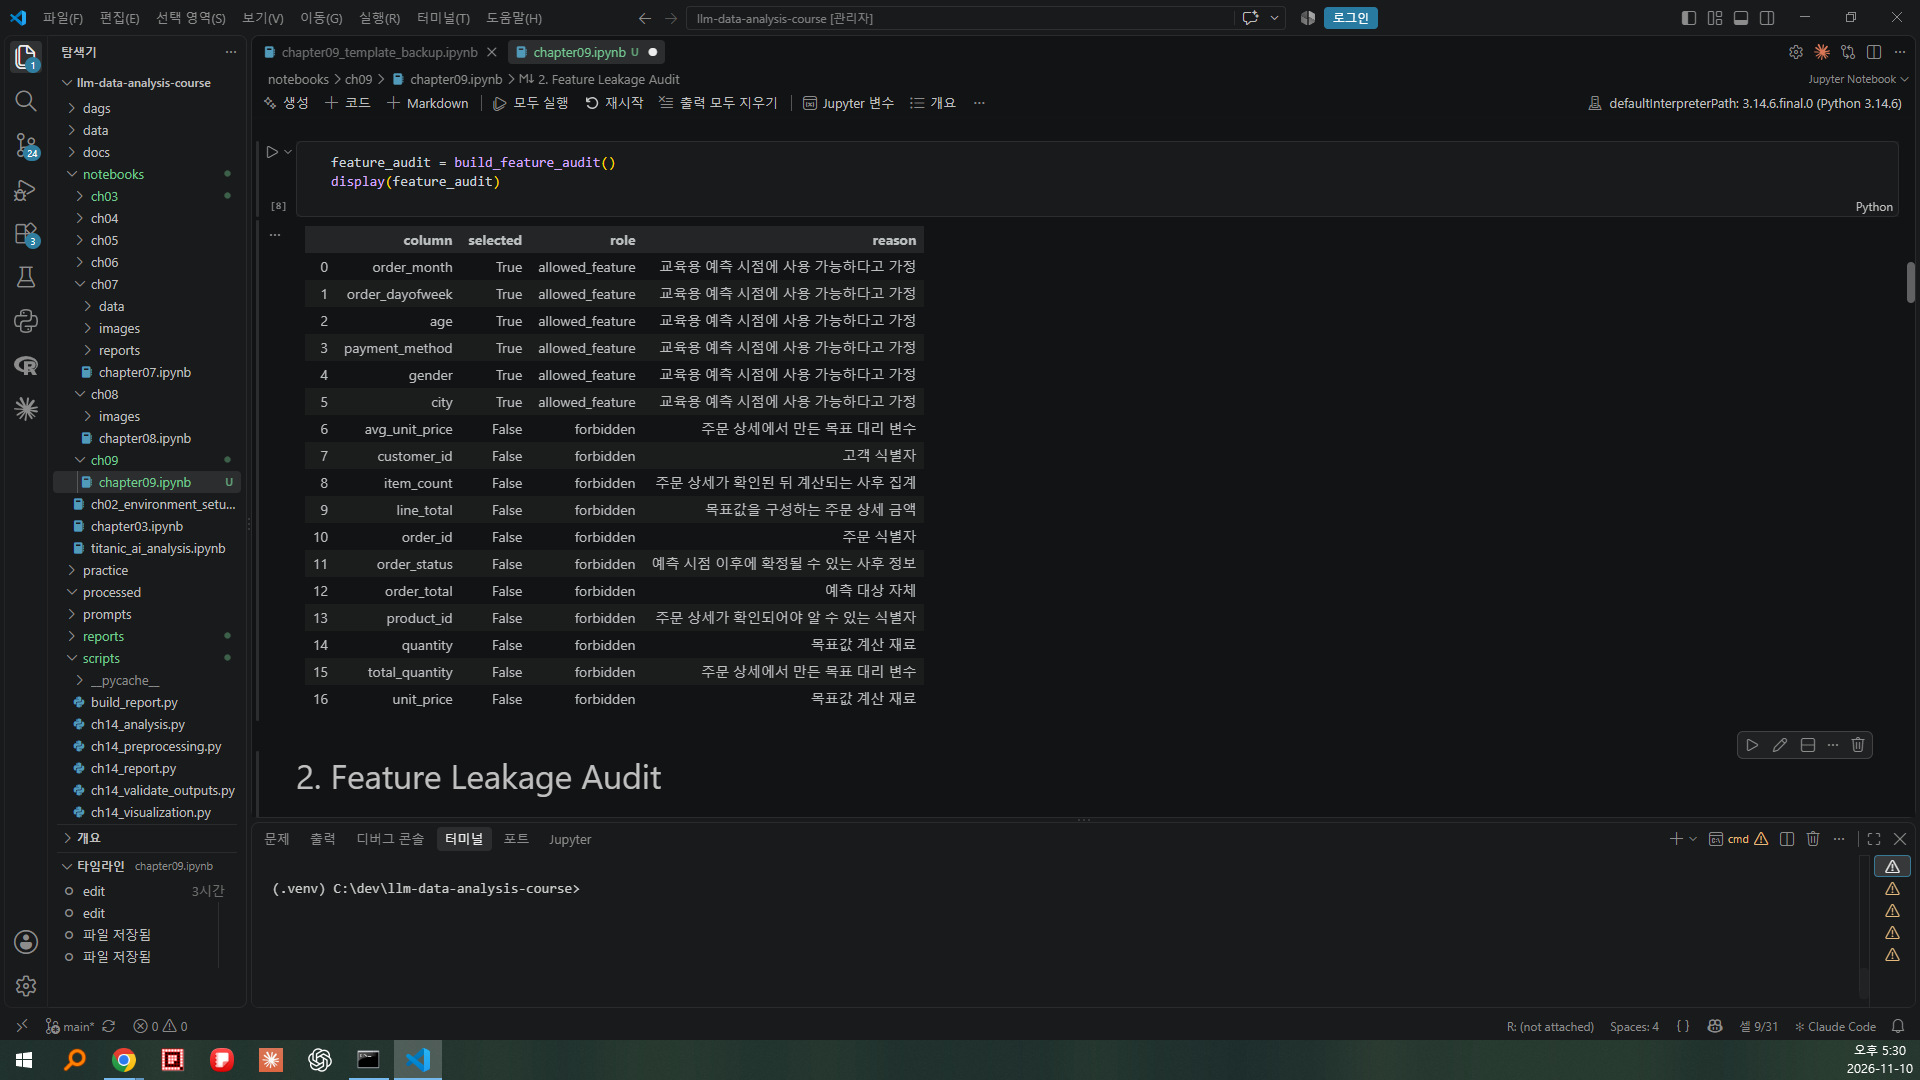 파일(F) 편집(E) 선택 영역(S) 보기(V) 이동(G) 실행(R) 터미널(T) 도움말(H)
llm-data-analysis-course [관리자]
로그인
탐색기
chapter09_template_backup.ipynb
chapter09.ipynb U
notebooks > ch09 > chapter09.ipynb > M↓ 2. Feature Leakage Audit
Jupyter Notebook
생성 + 코드 + Markdown 모두 실행 재시작 출력 모두 지우기 Jupyter 변수 개요 ...
defaultInterpreterPath: 3.14.6.final.0 (Python 3.14.6)
1
24
3
llm-data-analysis-course
dags
data
docs
notebooks
ch03
ch04
ch05
ch06
ch07
data
images
reports
chapter07.ipynb
ch08
images
chapter08.ipynb
ch09
chapter09.ipynb U
ch02_environment_setu...
chapter03.ipynb
titanic_ai_analysis.ipynb
practice
processed
prompts
reports
scripts
__pycache__
build_report.py
ch14_analysis.py
ch14_preprocessing.py
ch14_report.py
ch14_validate_outputs.py
ch14_visualization.py
개요
타임라인 chapter09.ipynb
edit 3시간
edit
파일 저장됨
파일 저장됨
feature_audit = build_feature_audit()
display(feature_audit)
[8]
Python
column selected role reason
0 order_month True allowed_feature 교육용 예측 시점에 사용 가능하다고 가정
1 order_dayofweek True allowed_feature 교육용 예측 시점에 사용 가능하다고 가정
2 age True allowed_feature 교육용 예측 시점에 사용 가능하다고 가정
3 payment_method True allowed_feature 교육용 예측 시점에 사용 가능하다고 가정
4 gender True allowed_feature 교육용 예측 시점에 사용 가능하다고 가정
5 city True allowed_feature 교육용 예측 시점에 사용 가능하다고 가정
6 avg_unit_price False forbidden 주문 상세에서 만든 목표 대리 변수
7 customer_id False forbidden 고객 식별자
8 item_count False forbidden 주문 상세가 확인된 뒤 계산되는 사후 집계
9 line_total False forbidden 목표값을 구성하는 주문 상세 금액
10 order_id False forbidden 주문 식별자
11 order_status False forbidden 예측 시점 이후에 확정될 수 있는 사후 정보
12 order_total False forbidden 예측 대상 자체
13 product_id False forbidden 주문 상세가 확인되어야 알 수 있는 식별자
14 quantity False forbidden 목표값 계산 재료
15 total_quantity False forbidden 주문 상세에서 만든 목표 대리 변수
16 unit_price False forbidden 목표값 계산 재료
2. Feature Leakage Audit
문제 출력 디버그 콘솔 터미널 포트 Jupyter
cmd
(.venv) C:\dev\llm-data-analysis-course>
main* 0 0
R: (not attached) Spaces: 4 { } 셀 9/31 Claude Code
오후 5:30
2026-11-10